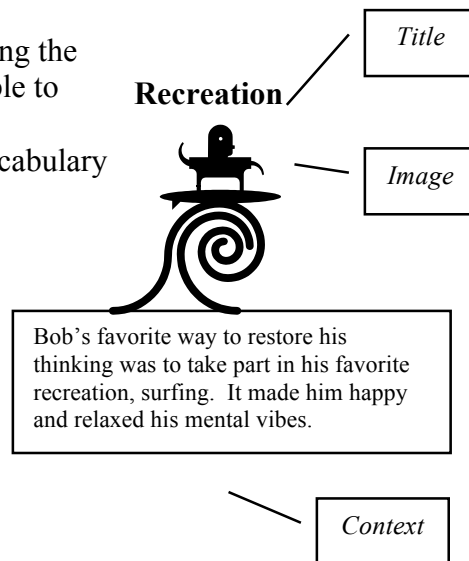 ng the
Title
ole to
Recreation
cabulary
Image
Bob's favorite way to restore his
thinking was to take part in his favorite
recreation, surfing.  It made him happy
and relaxed his mental vibes.
Context